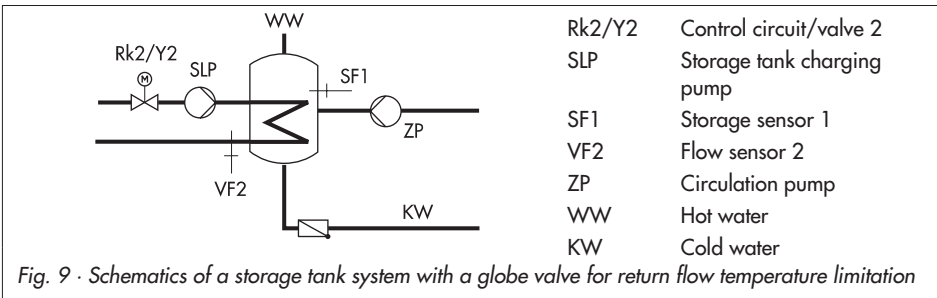 WW
Rk2/Y2
M
SLP
SF1
ZP
VF2
KW
Rk2/Y2 Control circuit/valve 2
SLP Storage tank charging
pump
SF1 Storage sensor 1
VF2 Flow sensor 2
ZP Circulation pump
WW Hot water
KW Cold water
Fig. 9 · Schematics of a storage tank system with a globe valve for return flow temperature limitation